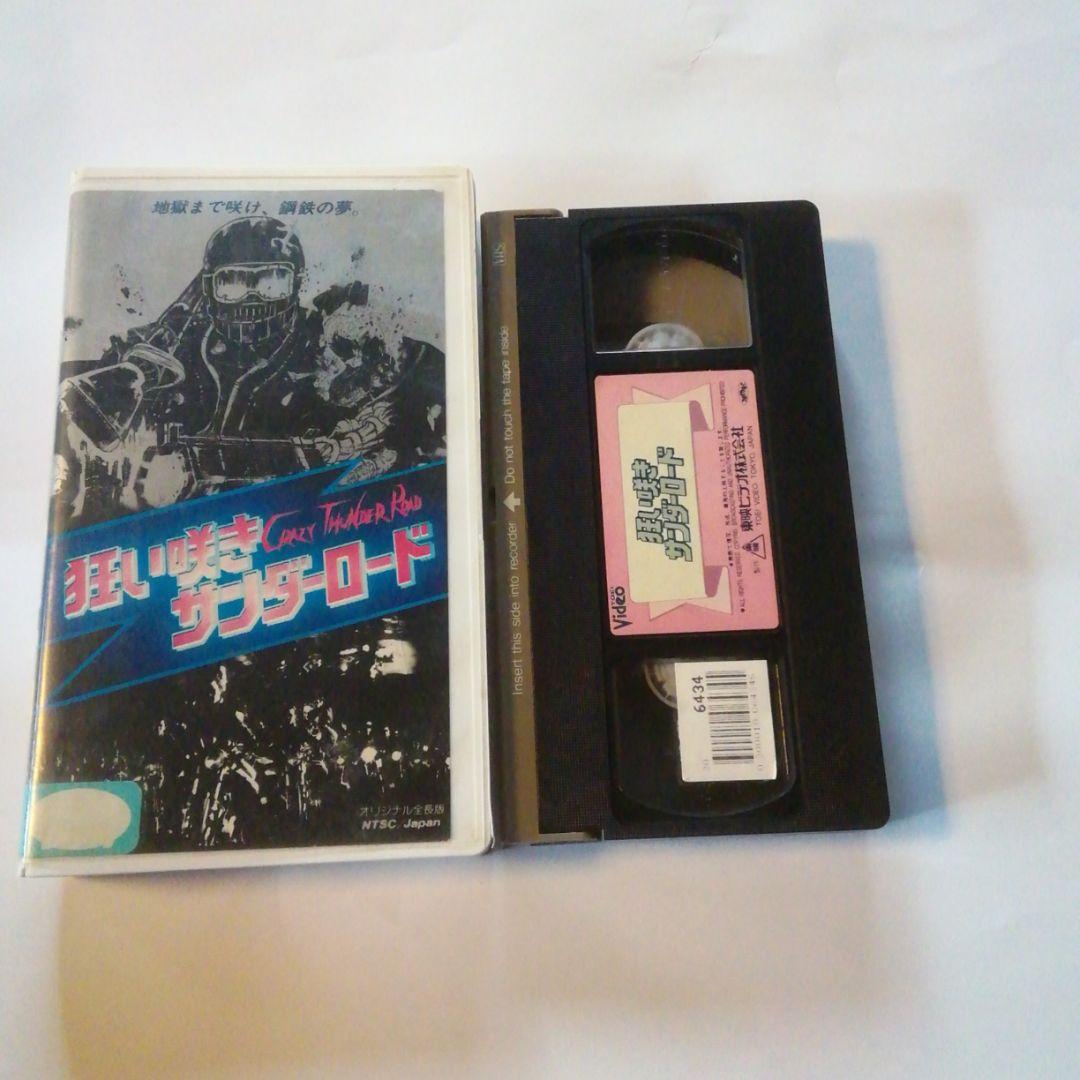 地獄まで咲け、鋼鉄の夢。
CRAZY THUNDER ROAD
狂い咲き
サンダーロード
オリジナル全長版
NTSC, Japan
VHS
Insert this side into recorder ↑ Do not touch the tape inside
TOEI
Video
狂い咲き
サンダーロード
東映ビデオ株式会社
TOEI VIDEO, TOKYO, JAPAN
6434
20